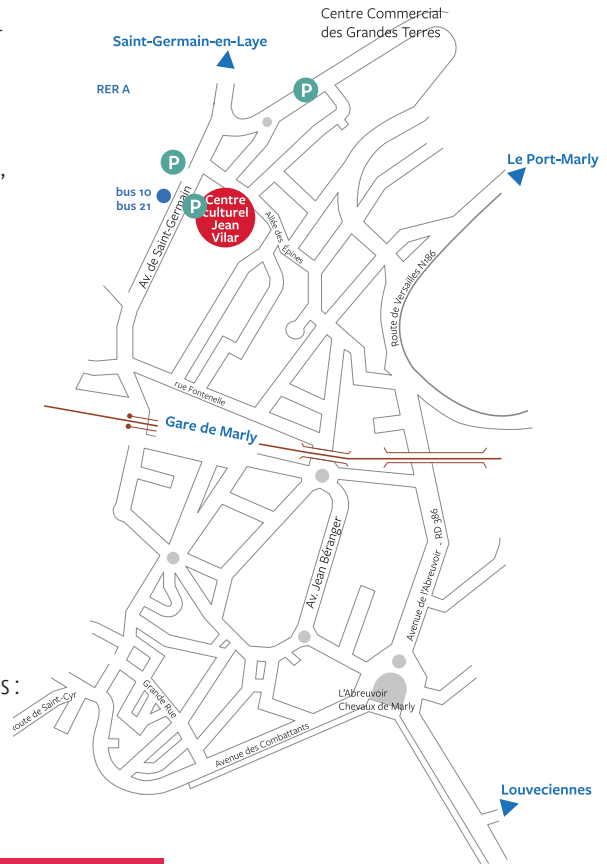 Centre Commercial
des Grandes Terres
Saint-Germain-en-Laye
RER A
P
P
Le Port-Marly
bus 10
bus 21
P
Centre
Culturel
Jean
Vilar
Av. de Saint-Germain
Allée des Épines
Route de Versailles N186
rue Fontenelle
Gare de Marly
Av. Jean Béranger
Avenue de l'Abreuvoir - RD 386
s :
L'Abreuvoir
Chevaux de Marly
Route de Saint-Cyr
Grande Rue
Avenue des Combattants
Louveciennes